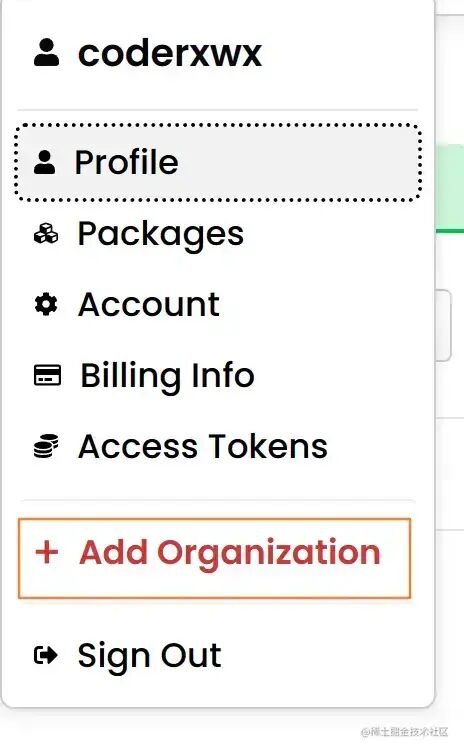 coderxwx
Profile
Packages
Account
Billing Info
Access Tokens
+ Add Organization
Sign Out
@稀土掘金技术社区